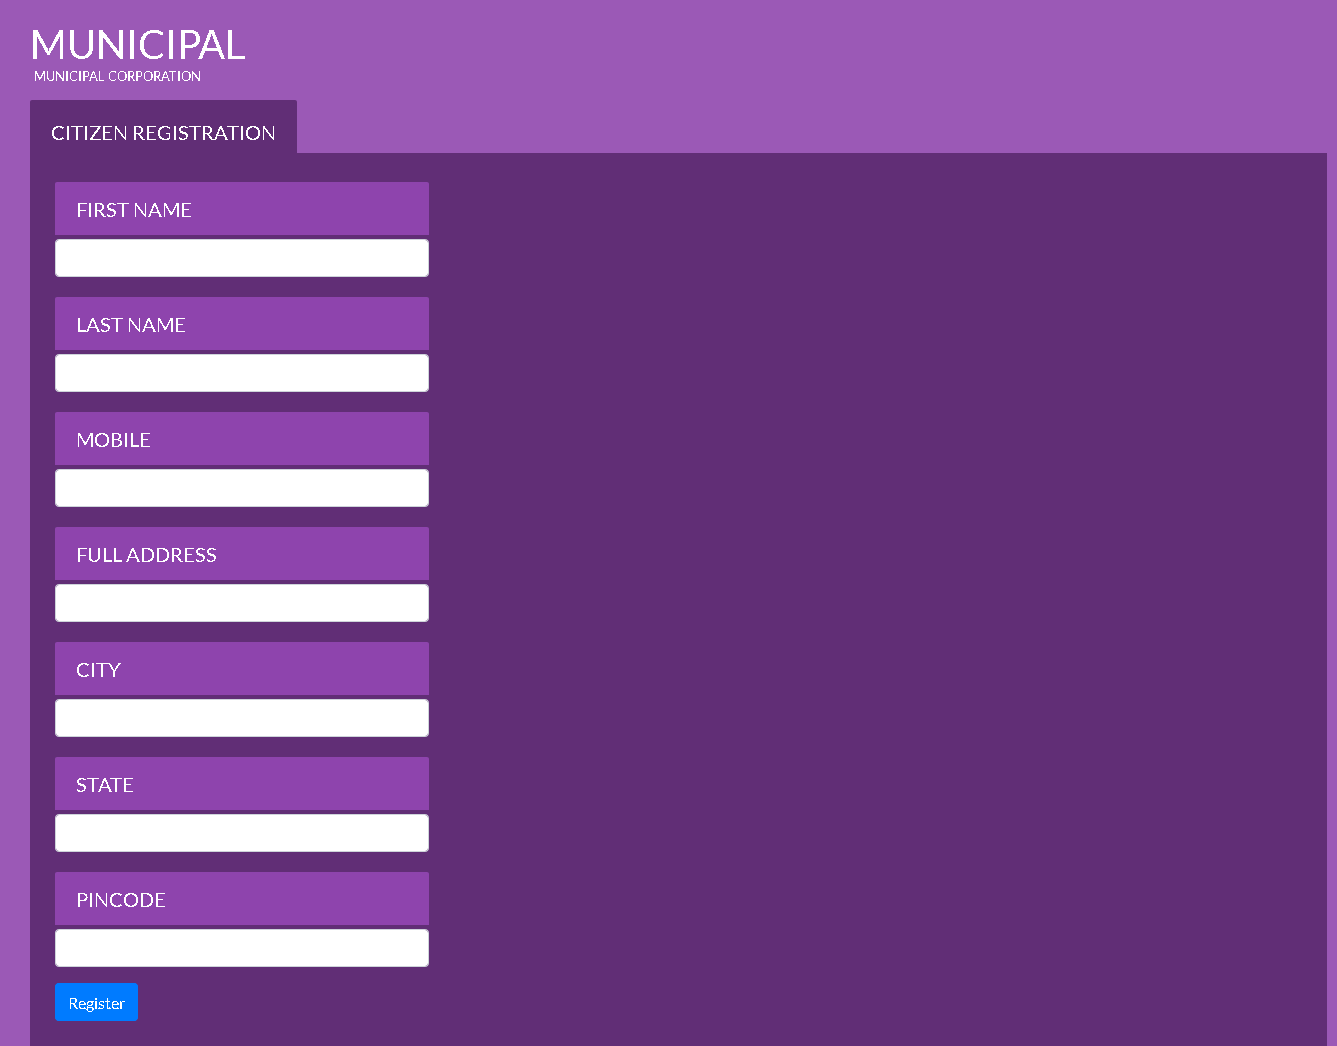 MUNICIPAL
MUNICIPAL CORPORATION
CITIZEN REGISTRATION
FIRST NAME
LAST NAME
MOBILE
FULL ADDRESS
CITY
STATE
PINCODE
Register